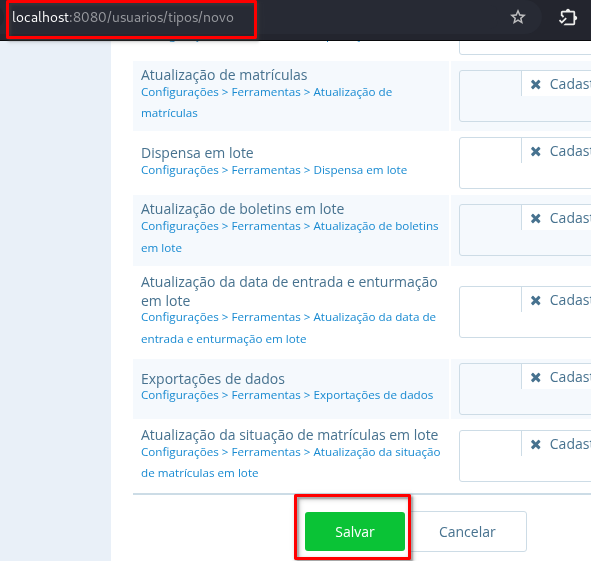 localhost:8080/usuarios/tipos/novo
Atualização de matrículas
Configurações > Ferramentas > Atualização de
matrículas
Cadast
Dispensa em lote
Configurações > Ferramentas > Dispensa em lote
Cadast
Atualização de boletins em lote
Configurações > Ferramentas > Atualização de boletins
em lote
Cadast
Atualização da data de entrada e enturmação
em lote
Configurações > Ferramentas > Atualização da data de
entrada e enturmação em lote
Cadast
Exportações de dados
Configurações > Ferramentas > Exportações de dados
Cadast
Atualização da situação de matrículas em lote
Configurações > Ferramentas > Atualização da situação
de matrículas em lote
Cadast
Salvar
Cancelar